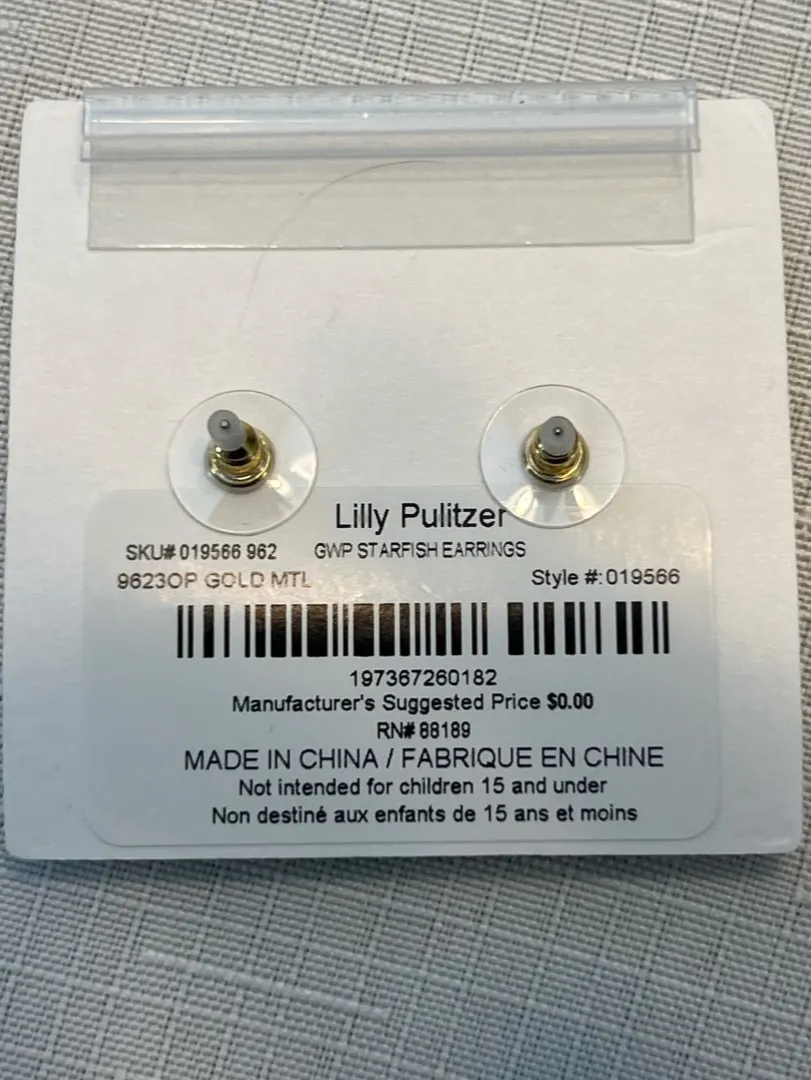 Lilly Pulitzer
SKU# 019566 962 GWP STARFISH EARRINGS
9623OP GOLD MTL Style #: 019566
197367260182
Manufacturer's Suggested Price $0.00
RN# 88189
MADE IN CHINA / FABRIQUE EN CHINE
Not intended for children 15 and under
Non destiné aux enfants de 15 ans et moins